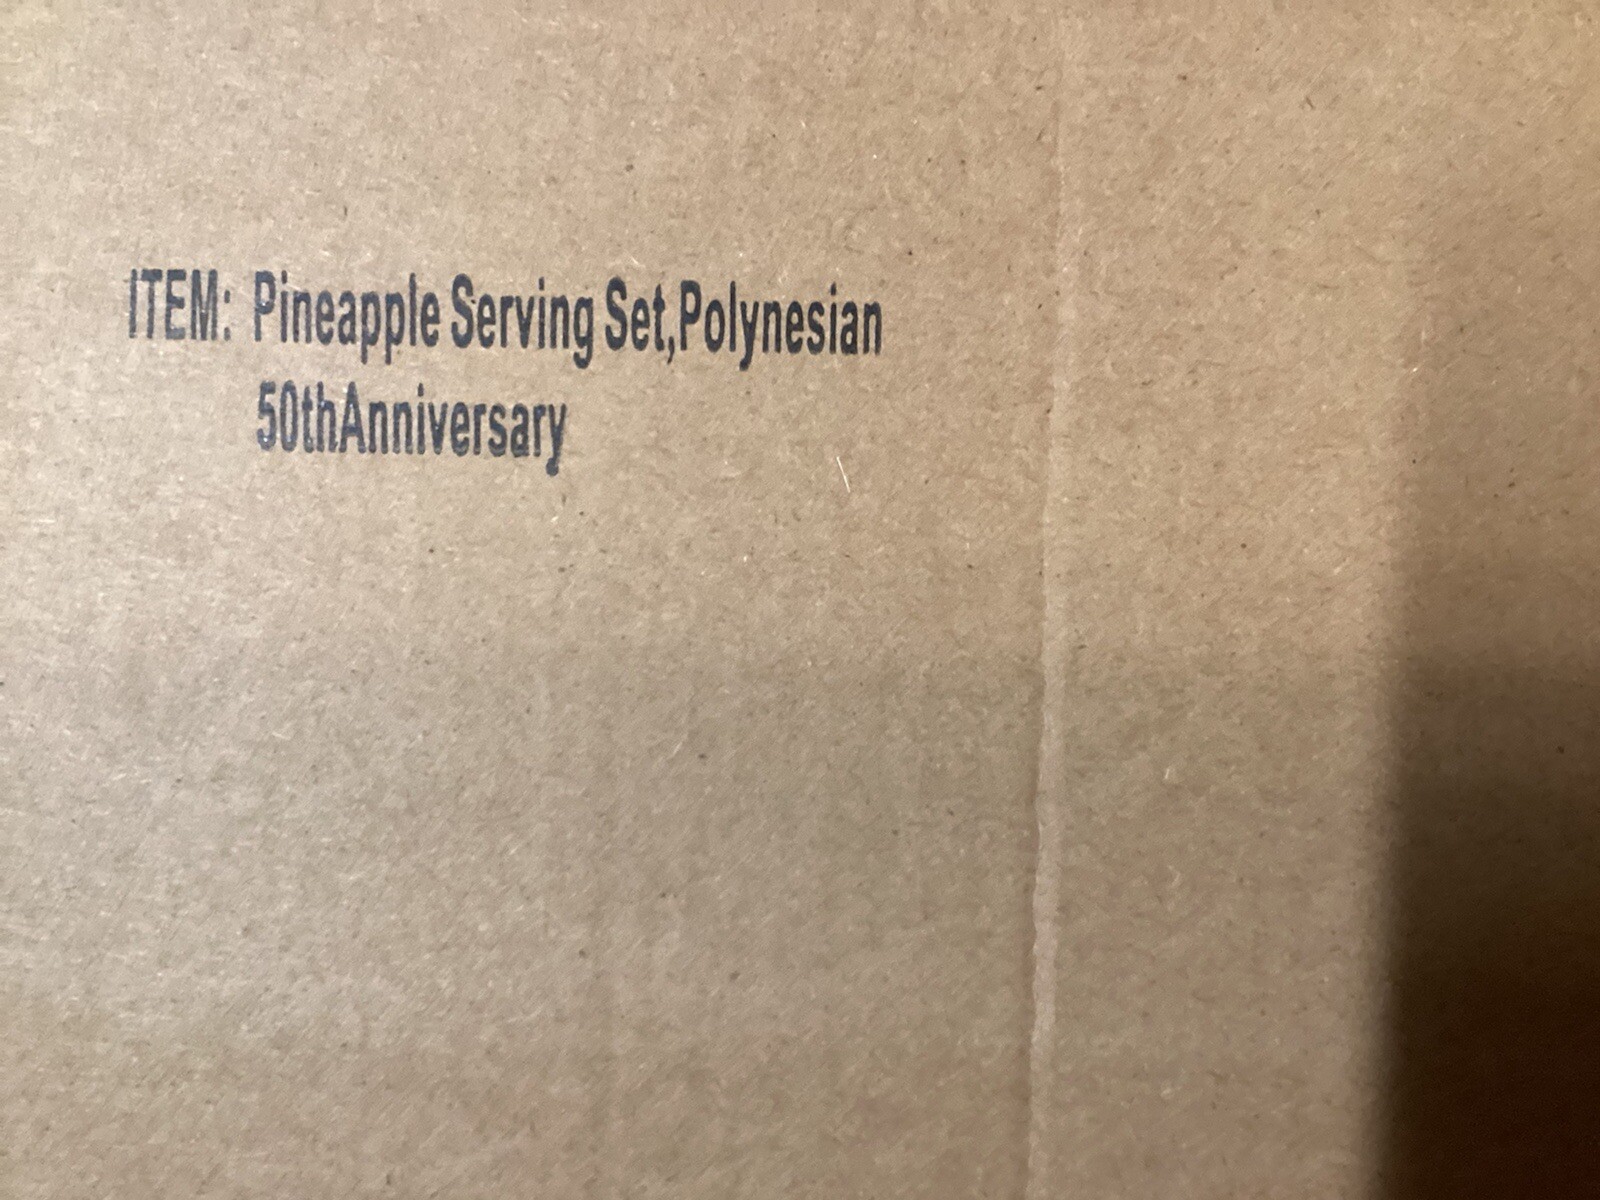 ITEM: Pineapple Serving Set,Polynesian
50thAnniversary